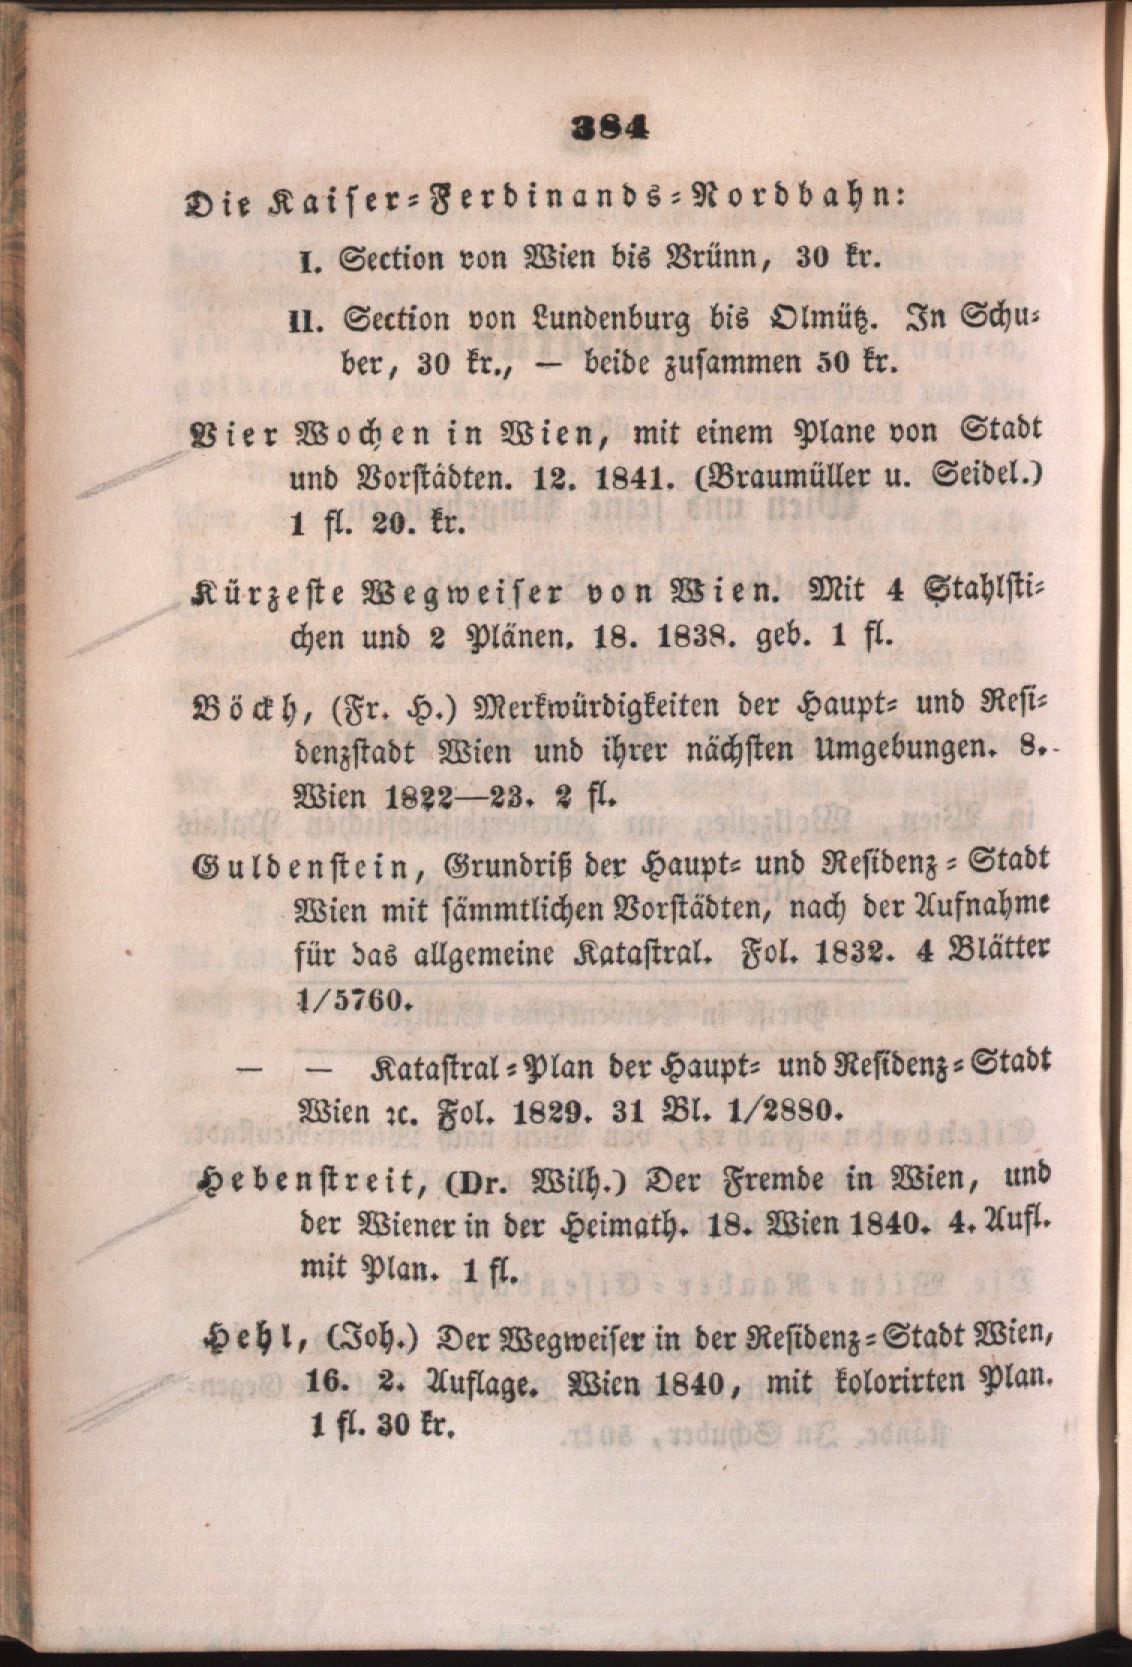 384
Die Kaiser-Ferdinands-Nordbahn:
I. Section von Wien bis Brünn, 30 kr.
II. Section von Lundenburg bis Olmütz. In Schu-
ber, 30 kr., — beide zusammen 50 kr.
Vier Wochen in Wien, mit einem Plane von Stadt
und Vorstädten. 12. 1841. (Braumüller u. Seidel.)
1 fl. 20. kr.
Kürzeste Wegweiser von Wien. Mit 4 Stahlsti-
chen und 2 Plänen. 18. 1838. geb. 1 fl.
Böckh, (Fr. H.) Merkwürdigkeiten der Haupt- und Resi-
denzstadt Wien und ihrer nächsten Umgebungen. 8.
Wien 1822—23. 2 fl.
Guldenstein, Grundriß der Haupt- und Residenz-Stadt
Wien mit sämmtlichen Vorstädten, nach der Aufnahme
für das allgemeine Katastral. Fol. 1832. 4 Blätter
1/5760.
— — Katastral-Plan der Haupt- und Residenz-Stadt
Wien ꝛc. Fol. 1829. 31 Bl. 1/2880.
Hebenstreit, (Dr. Wilh.) Der Fremde in Wien, und
der Wiener in der Heimath. 18. Wien 1840. 4. Aufl.
mit Plan. 1 fl.
Hehl, (Joh.) Der Wegweiser in der Residenz-Stadt Wien,
16. 2. Auflage. Wien 1840, mit kolorirten Plan.
1 fl. 30 kr.